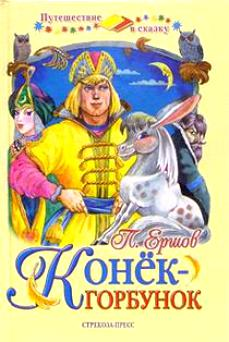 Путешествие
в сказку
П. Ершов
Конёк-
ГОРБУНОК
СТРЕКОЗА-ПРЕСС